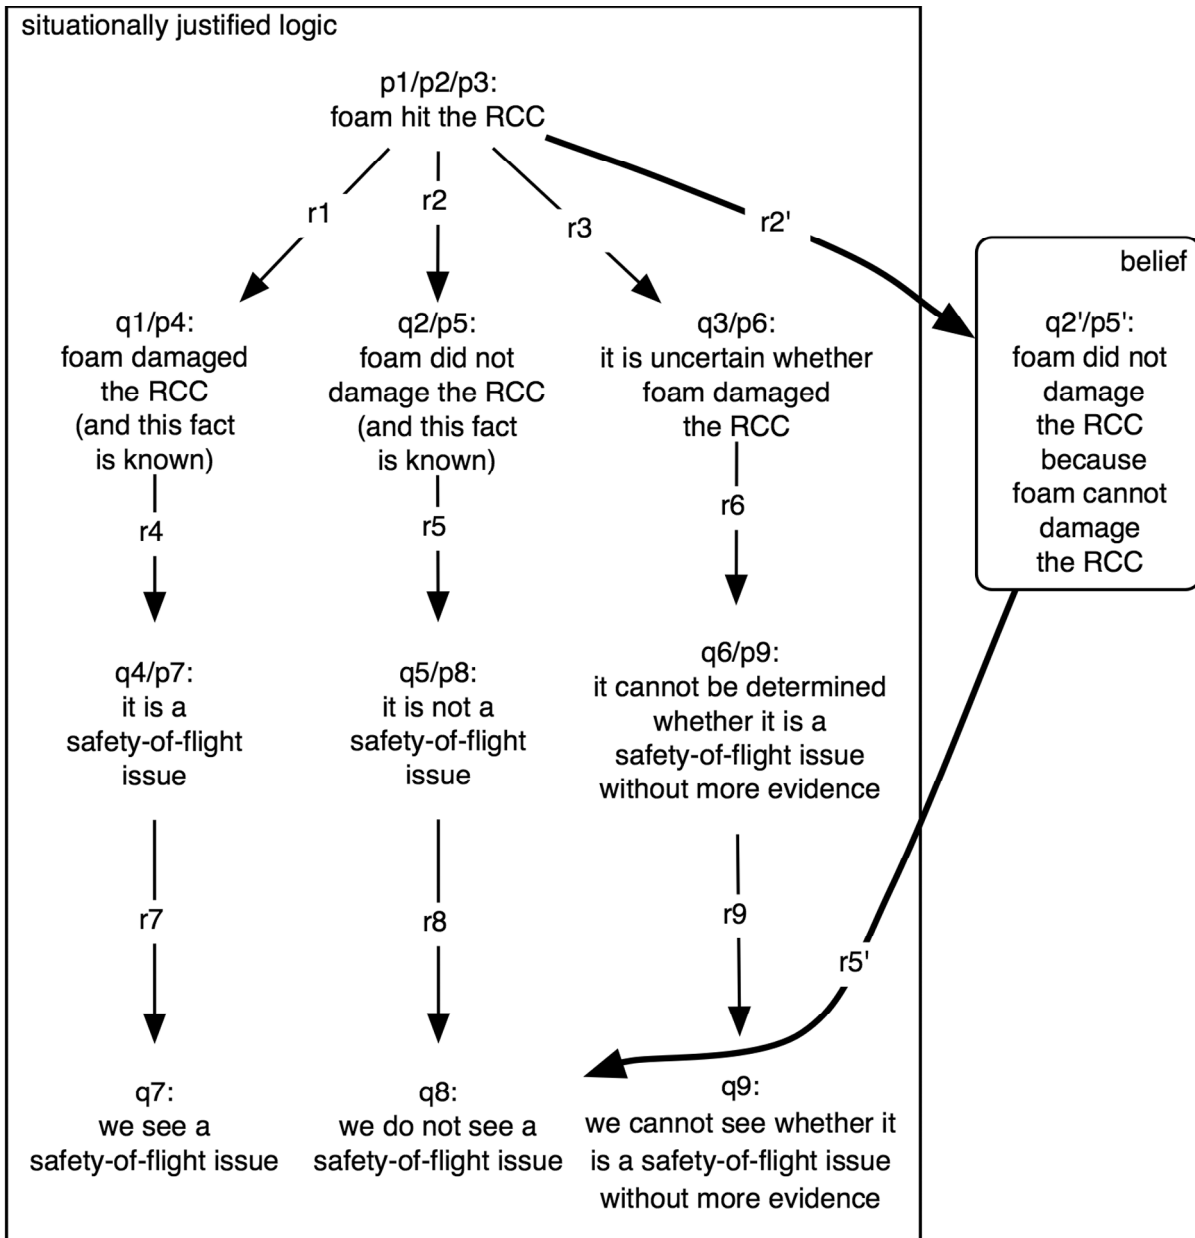 situationally justified logic
p1/p2/p3:
foam hit the RCC
r1
r2
r3
r2'
belief
q1/p4:
foam damaged
the RCC
(and this fact
is known)
q2/p5:
foam did not
damage the RCC
(and this fact
is known)
q3/p6:
it is uncertain whether
foam damaged
the RCC
q2'/p5':
foam did not
damage
the RCC
because
foam cannot
damage
the RCC
r4
r5
r6
q4/p7:
it is a
safety-of-flight
issue
q5/p8:
it is not a
safety-of-flight
issue
q6/p9:
it cannot be determined
whether it is a
safety-of-flight issue
without more evidence
r7
r8
r9
r5'
q7:
we see a
safety-of-flight issue
q8:
we do not see a
safety-of-flight issue
q9:
we cannot see whether it
is a safety-of-flight issue
without more evidence